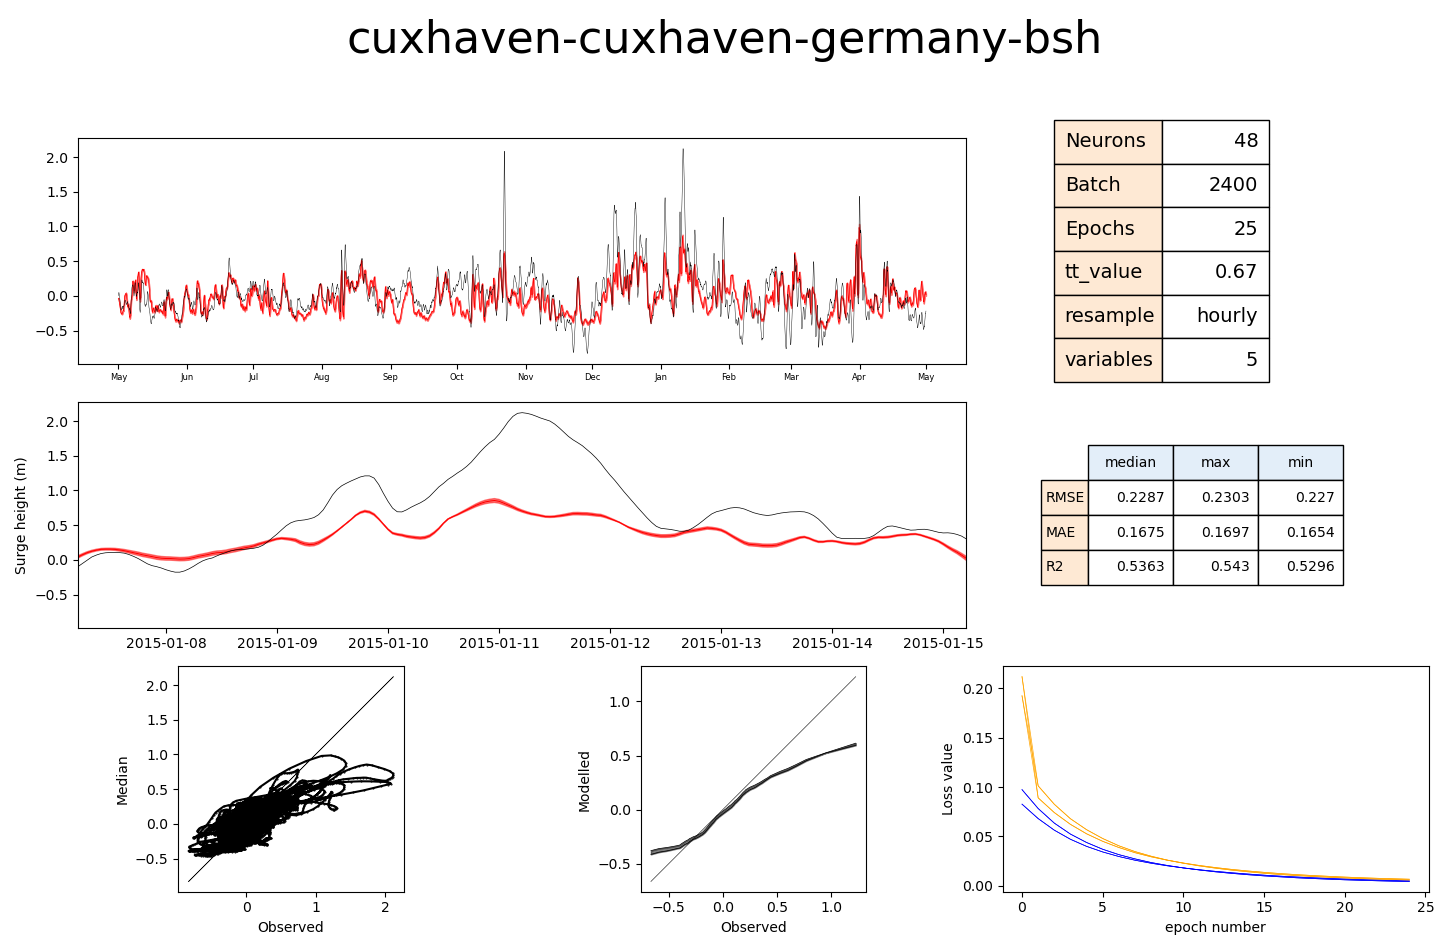 cuxhaven-cuxhaven-germany-bsh
2.0
1.5
1.0
0.5
0.0
−0.5
May Jun Jul Aug Sep Oct Nov Dec Jan Feb Mar Apr May
Neurons 48
Batch 2400
Epochs 25
tt_value 0.67
resample hourly
variables 5
Surge height (m)
2.0
1.5
1.0
0.5
0.0
−0.5
2015-01-08 2015-01-09 2015-01-10 2015-01-11 2015-01-12 2015-01-13 2015-01-14 2015-01-15
median max min
RMSE 0.2287 0.2303 0.227
MAE 0.1675 0.1697 0.1654
R2 0.5363 0.543 0.5296
Median
2.0
1.5
1.0
0.5
0.0
−0.5
0 1 2
Observed
Modelled
1.0
0.5
0.0
−0.5
−0.5 0.0 0.5 1.0
Observed
Loss value
0.20
0.15
0.10
0.05
0.00
0 5 10 15 20 25
epoch number